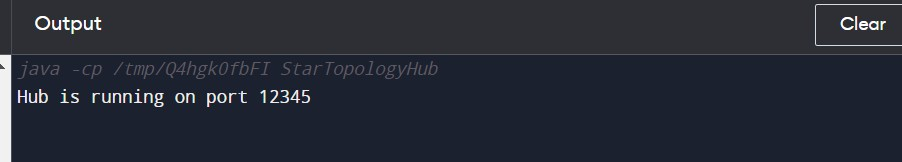 Output
Clear
java -cp /tmp/Q4hgkOfbFI StarTopologyHub
Hub is running on port 12345